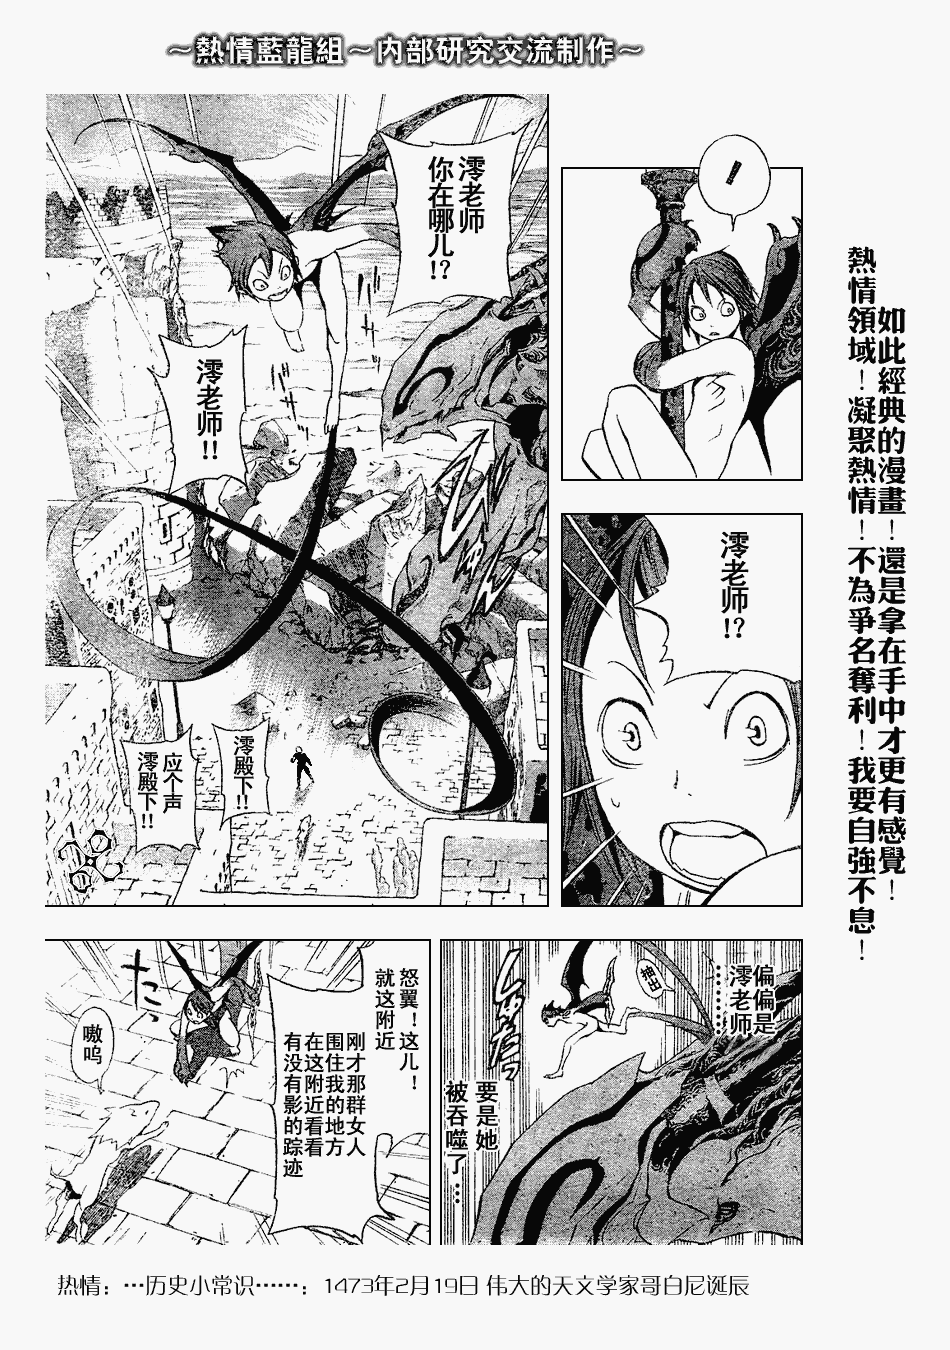 ～熱情藍龍組～内部研究交流制作～
如此經典的漫畫！還是拿在手中才更有感覺！
熱情領域！凝聚熱情！不為爭名奪利！我要自強不息！
！
澪老师
你在哪儿!?
澪老师!!
澪老师!?
澪殿下!!
应个声
澪殿下!!
偏偏是
澪老师
………
抽出
要是她
被吞噬了…
怒翼！这儿！
就这附近
刚才那群女人
围住我的地方
在这附近看看
有没有影的踪迹
嗷
呜
热情：…历史小常识……：1473年2月19日 伟大的天文学家哥白尼诞辰